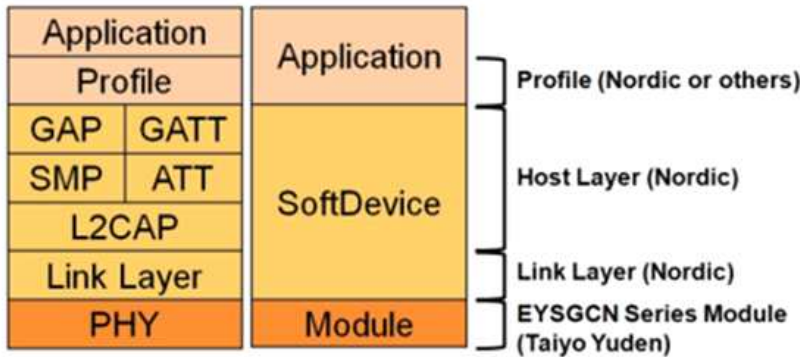 Application
Profile
GAP GATT
SMP ATT
L2CAP
Link Layer
PHY
Application
SoftDevice
Module
Profile (Nordic or others)
Host Layer (Nordic)
Link Layer (Nordic)
EYSGCN Series Module
(Taiyo Yuden)